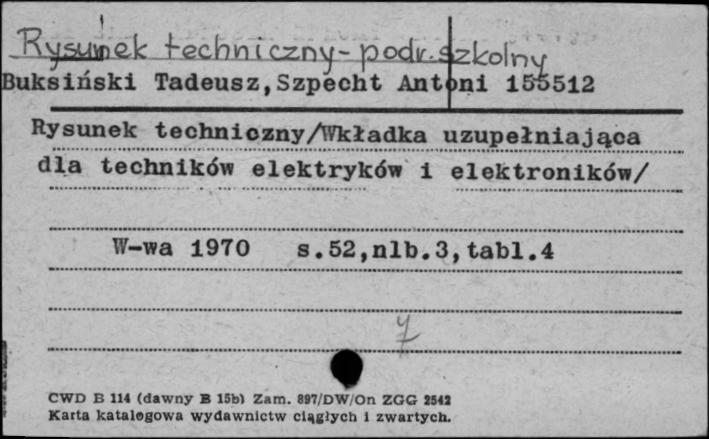 Rysunek techniczny - podr. szkolny
Buksiński Tadeusz,Szpecht Antoni 155512
Rysunek techniczny/Wkładka uzupełniająca
dla techników elektryków i elektroników/
W-wa 1970 s.52,nlb.3,tabl.4
CWD B 114 (dawny B 15b) Zam. 897/DW/On ZGG 2542
Karta katalogowa wydawnictw ciągłych i zwartych.